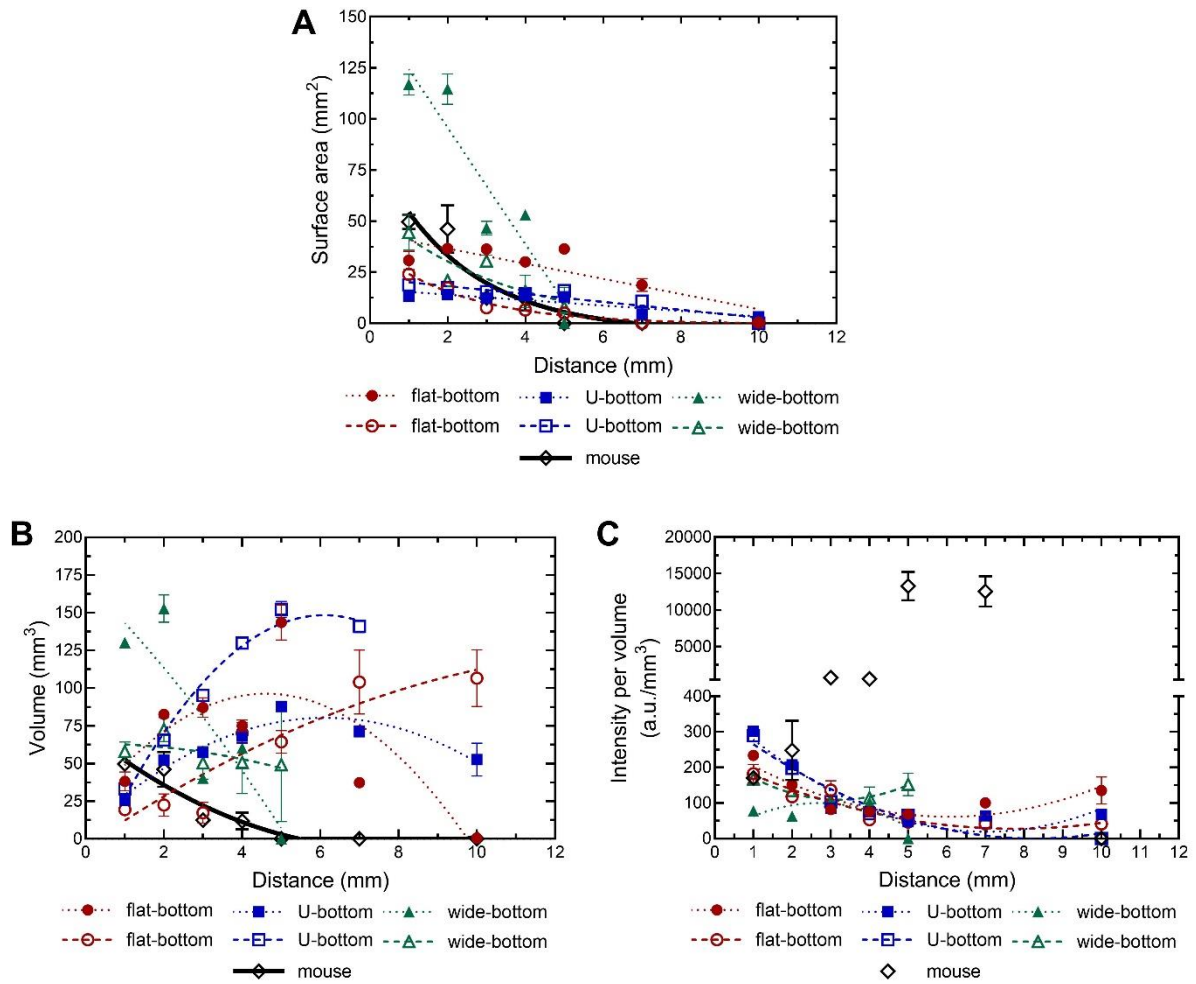 A
150
125
100
75
50
25
0
Surface area (mm²)
0 2 4 6 8 10 12
Distance (mm)
flat-bottom U-bottom wide-bottom
flat-bottom U-bottom wide-bottom
mouse
B
200
175
150
125
100
75
50
25
0
Volume (mm³)
0 2 4 6 8 10 12
Distance (mm)
flat-bottom U-bottom wide-bottom
flat-bottom U-bottom wide-bottom
mouse
C
20000
15000
10000
5000
400
300
200
100
0
Intensity per volume
(a.u./mm³)
0 1 2 3 4 5 6 7 8 9 10 11 12
Distance (mm)
flat-bottom U-bottom wide-bottom
flat-bottom U-bottom wide-bottom
mouse